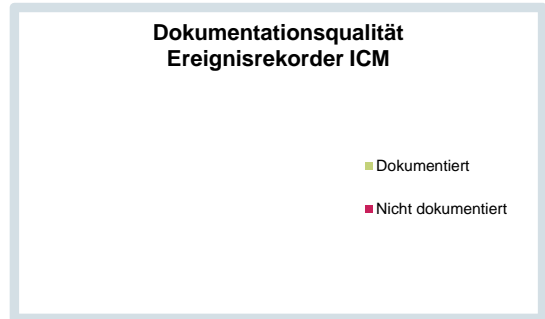 Dokumentationsqualität
Ereignisrekorder ICM
Dokumentiert
Nicht dokumentiert